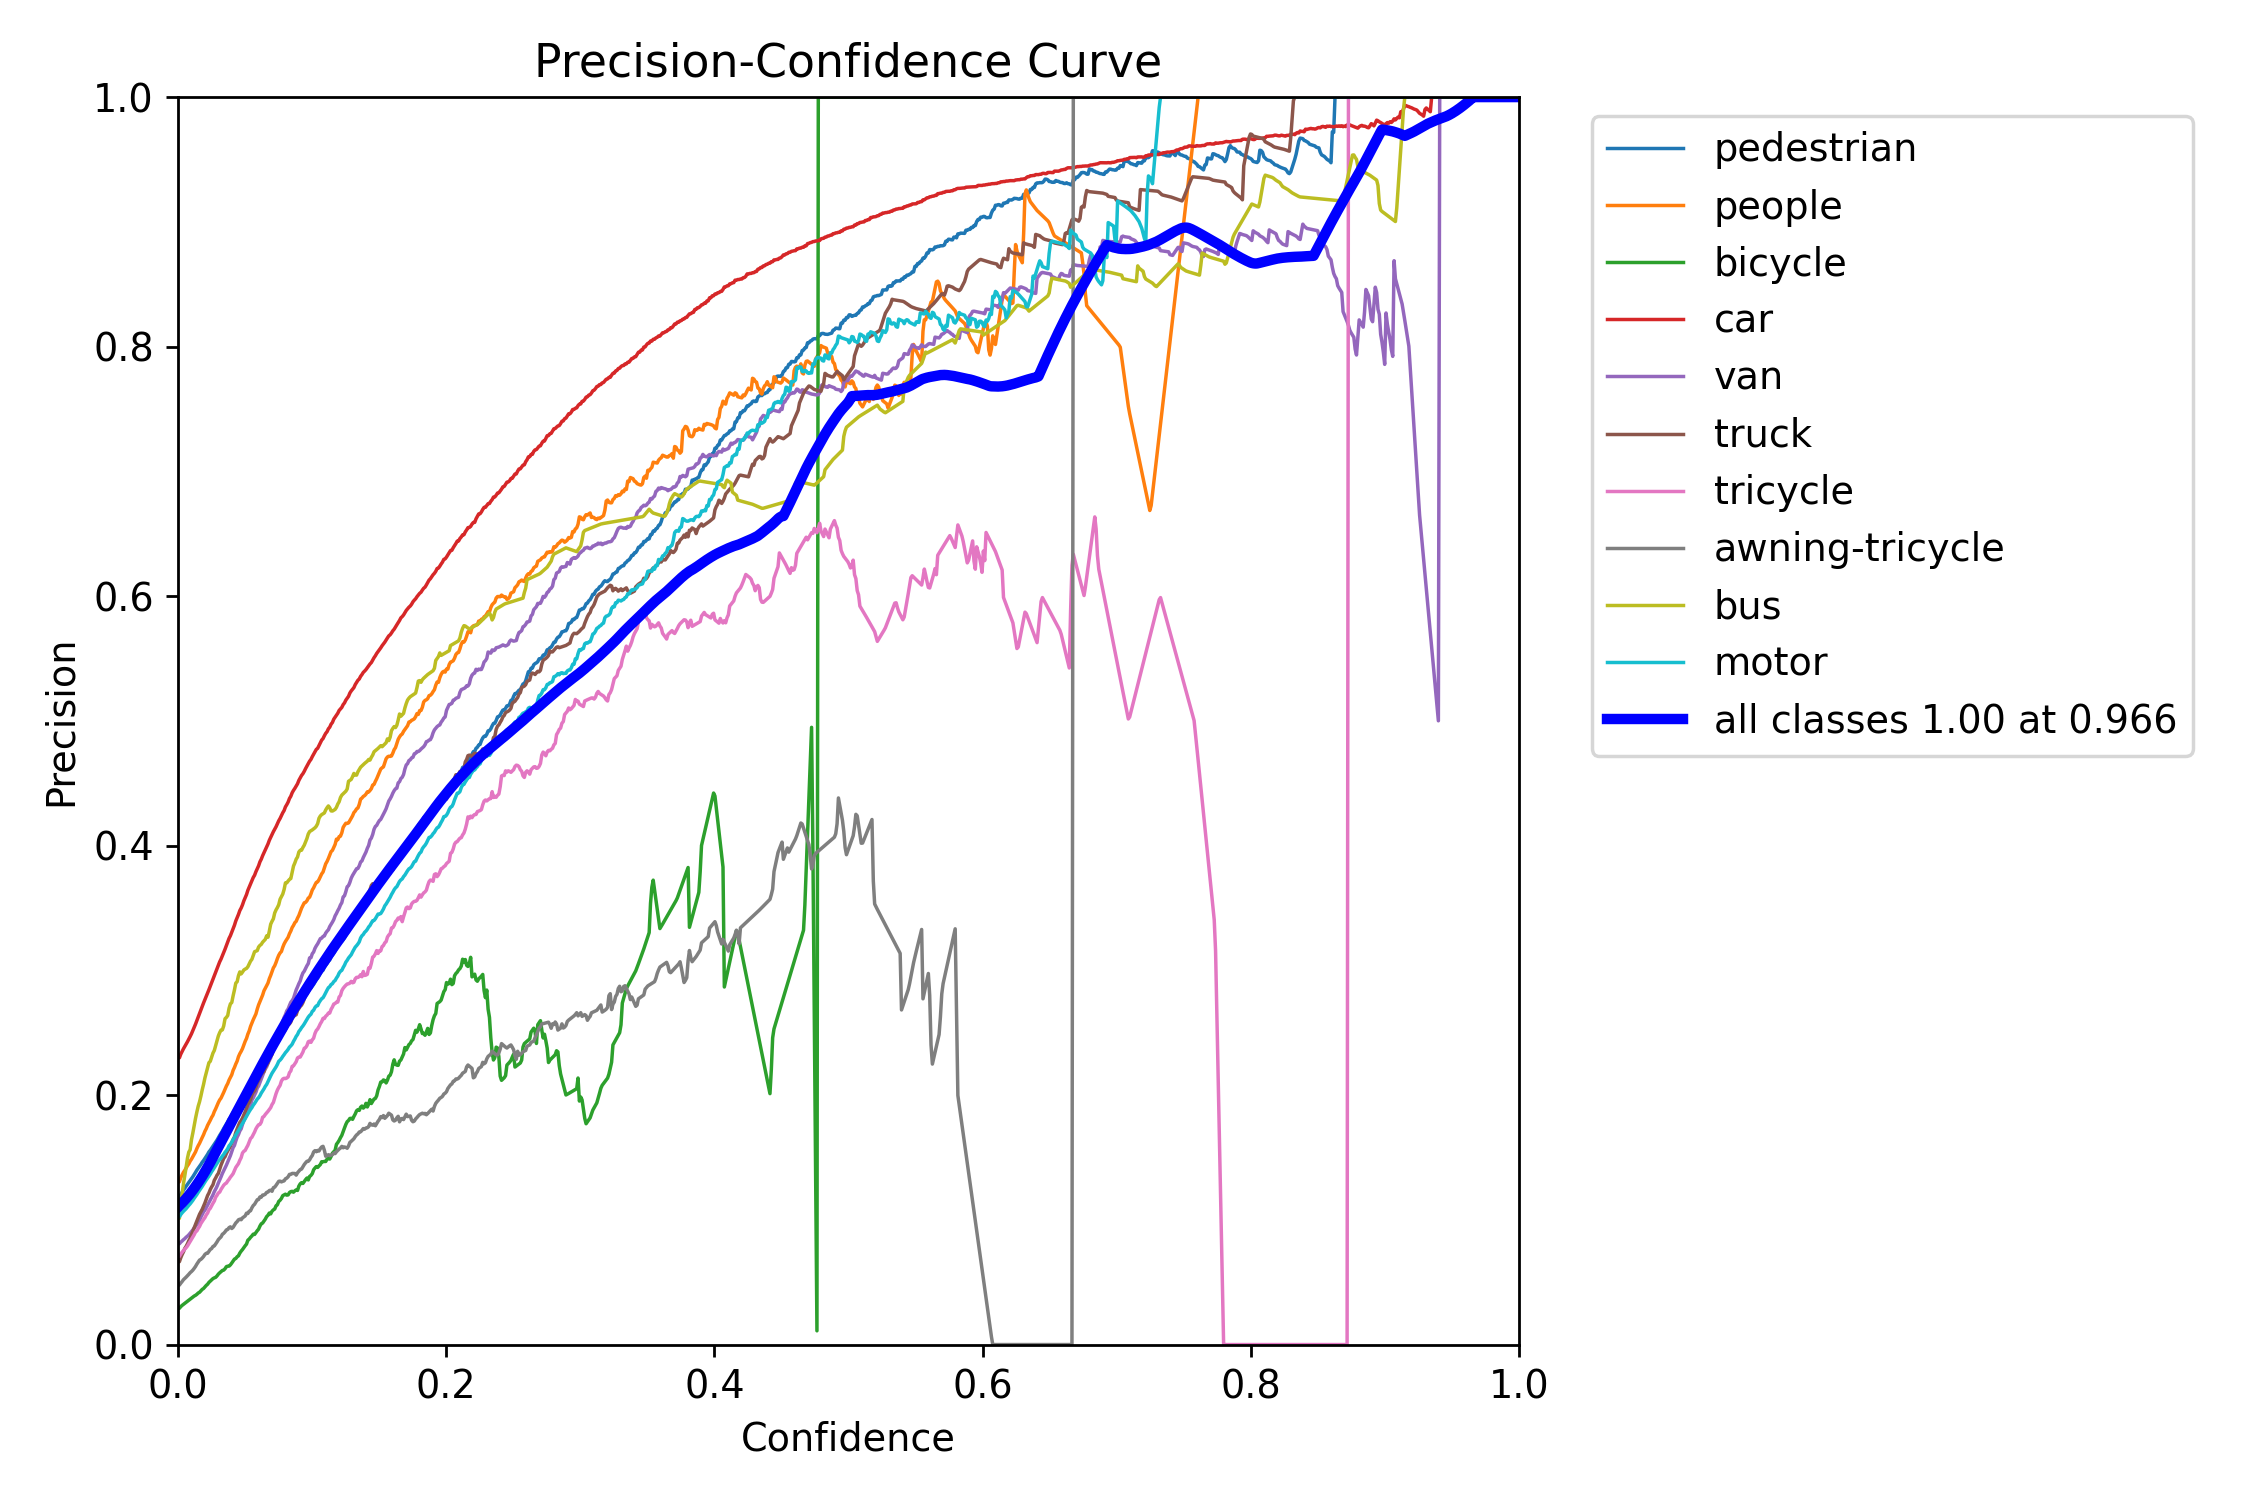 Precision-Confidence Curve
1.0
0.8
0.6
0.4
0.2
0.0
Precision
0.0 0.2 0.4 0.6 0.8 1.0
Confidence
pedestrian
people
bicycle
car
van
truck
tricycle
awning-tricycle
bus
motor
all classes 1.00 at 0.966